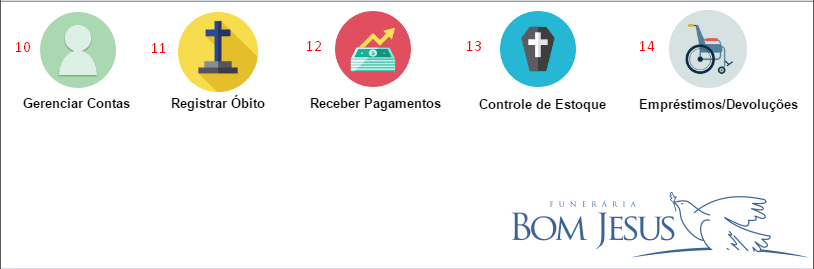 10
11
12
13
14
Gerenciar Contas
Registrar Óbito
Receber Pagamentos
Controle de Estoque
Empréstimos/Devoluções
FUNERÁRIA
BOM JESUS